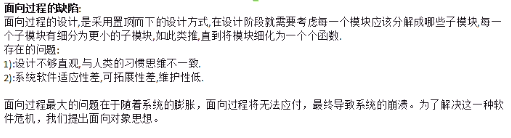 面向过程的缺陷:
面向过程的设计,是采用置顶而下的设计方式,在设计阶段就需要考虑每一个模块应该分解成哪些子模块,每一
个子模块有细分为更小的子模块,如此类推,直到将模块细化为一个个函数.
存在的问题:
1):设计不够直观,与人类的习惯思维不一致.
2):系统软件适应性差,可拓展性差,维护性低.
面向过程最大的问题在于随着系统的膨胀，面向过程将无法应付，最终导致系统的崩溃。为了解决这一种软
件危机，我们提出面向对象思想。